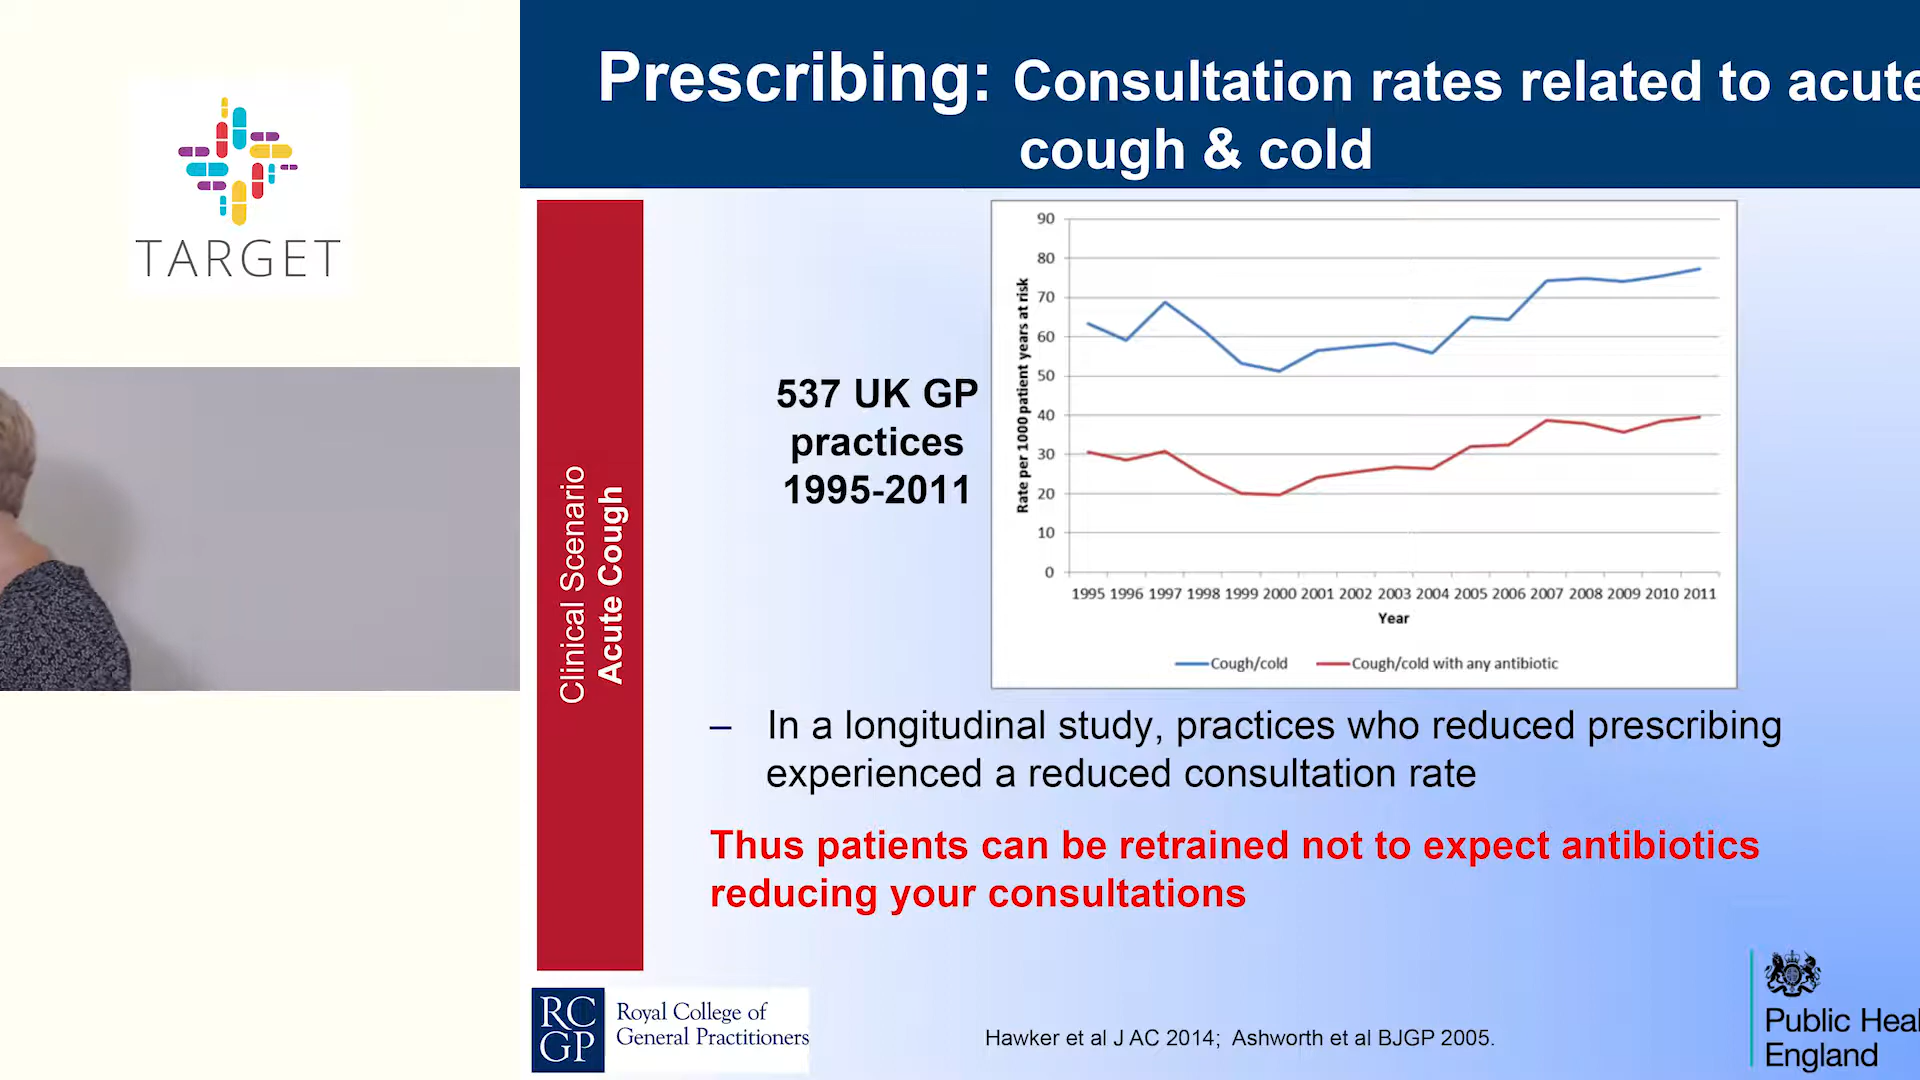 TARGET
Prescribing: Consultation rates related to acute
cough & cold
Clinical Scenario
Acute Cough
537 UK GP
practices
1995-2011
Rate per 1000 patient years at risk
90
80
70
60
50
40
30
20
10
0
1995 1996 1997 1998 1999 2000 2001 2002 2003 2004 2005 2006 2007 2008 2009 2010 2011
Year
Cough/cold Cough/cold with any antibiotic
– In a longitudinal study, practices who reduced prescribing
experienced a reduced consultation rate
Thus patients can be retrained not to expect antibiotics
reducing your consultations
RC
GP
Royal College of
General Practitioners
Hawker et al J AC 2014; Ashworth et al BJGP 2005.
Public Heal
England